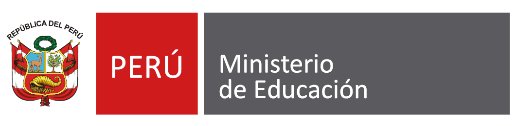 REPÚBLICA DEL PERÚ
PERÚ
Ministerio
de Educación